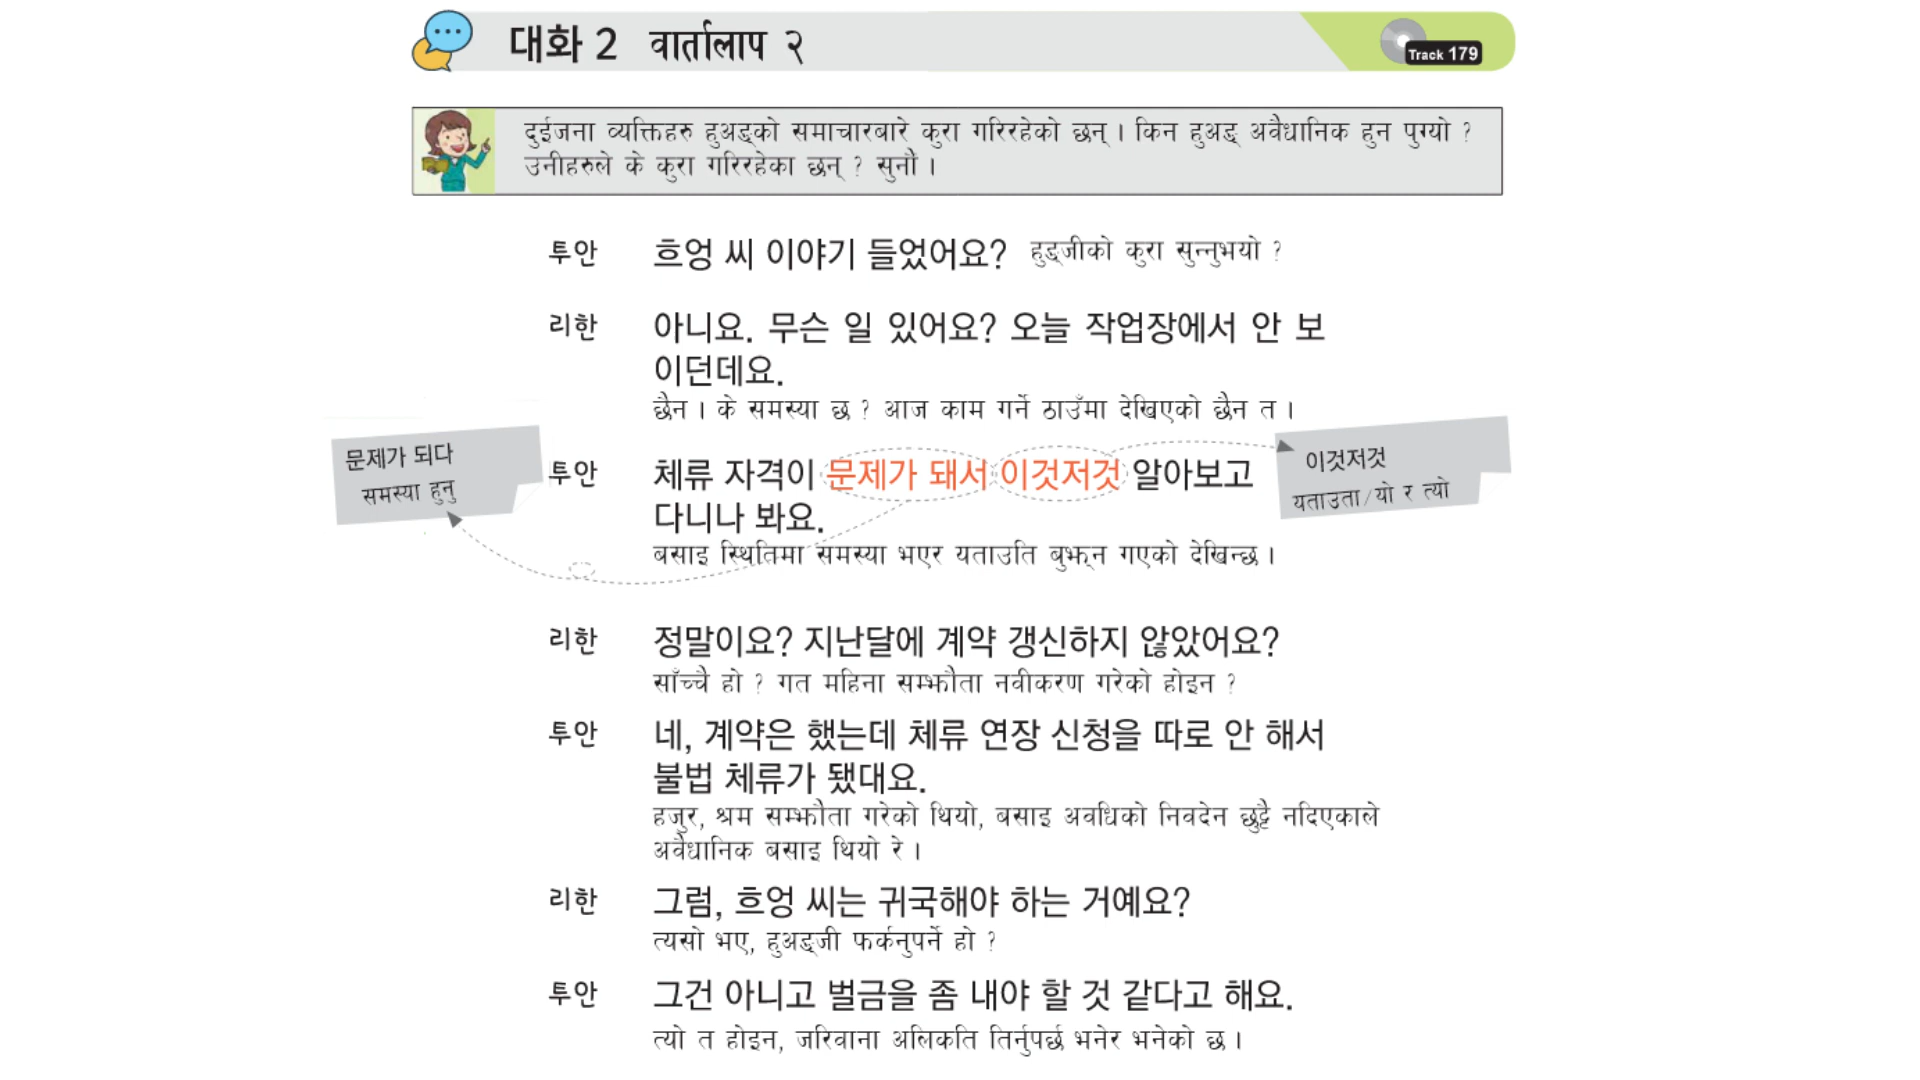 대화 2 वार्तालाप २
Track 179
दुईजना व्यक्तिहरु हुअङ्को समाचारबारे कुरा गरिरहेको छन् । किन हुअङ् अवैधानिक हुन पुग्यो ?
उनीहरुले के कुरा गरिरहेका छन् ? सुनौं ।
투안 흐엉 씨 이야기 들었어요? हुङ्जीको कुरा सुन्नुभयो ?
리한 아니요. 무슨 일 있어요? 오늘 작업장에서 안 보
이던데요.
छैन । के समस्या छ ? आज काम गर्ने ठाउँमा देखिएको छैन त ।
문제가 되다
समस्या हुनु
투안 체류 자격이 문제가 돼서 이것저것 알아보고
다니나 봐요.
이것저것
यताउता/यो र त्यो
बसाइ स्थितिमा समस्या भएर यताउति बुझ्न गएको देखिन्छ ।
리한 정말이요? 지난달에 계약 갱신하지 않았어요?
साँच्चै हो ? गत महिना सम्झौता नवीकरण गरेको होइन ?
투안 네, 계약은 했는데 체류 연장 신청을 따로 안 해서
불법 체류가 됐대요.
हजुर, श्रम सम्झौता गरेको थियो, बसाइ अवधिको निवदेन छुट्टै नदिएकाले
अवैधानिक बसाइ थियो रे ।
리한 그럼, 흐엉 씨는 귀국해야 하는 거예요?
त्यसो भए, हुअङ्जी फर्कनुपर्ने हो ?
투안 그건 아니고 벌금을 좀 내야 할 것 같다고 해요.
त्यो त होइन, जरिवाना अलिकति तिर्नुपर्छ भनेर भनेको छ ।